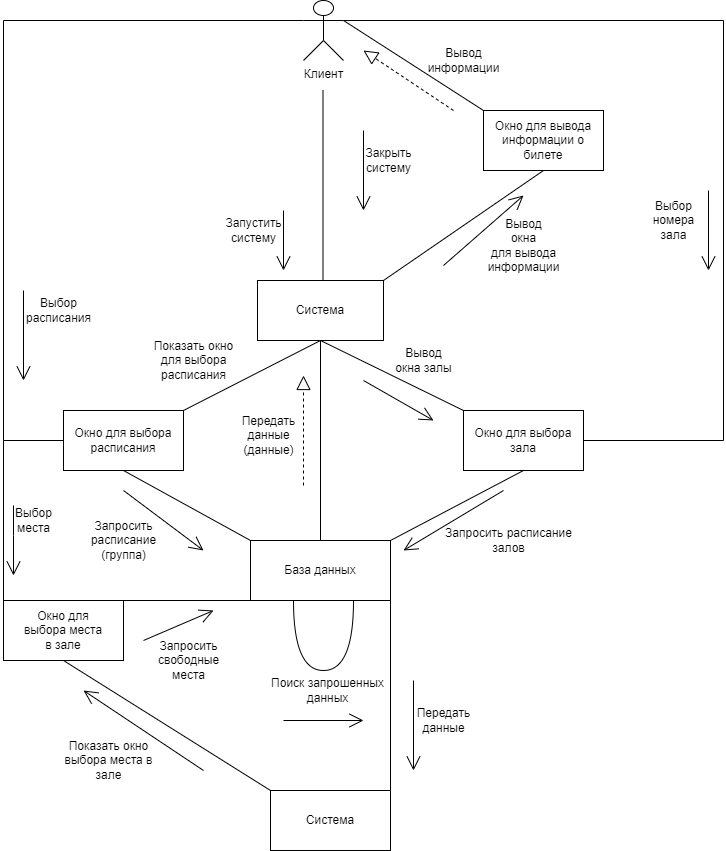 Клиент
Вывод
информации
Окно для вывода
информации о
билете
Закрыть
систему
Запустить
систему
Вывод
окна
для вывода
информации
Выбор
номера
зала
Система
Выбор
расписания
Показать окно
для выбора
расписания
Вывод
окна залы
Окно для выбора
расписания
Передать
данные
(данные)
Окно для выбора
зала
Выбор
места
Запросить
расписание
(группа)
Запросить расписание
залов
База данных
Окно для
выбора места
в зале
Запросить
свободные
места
Поиск запрошенных
данных
Передать
данные
Показать окно
выбора места в
зале
Система